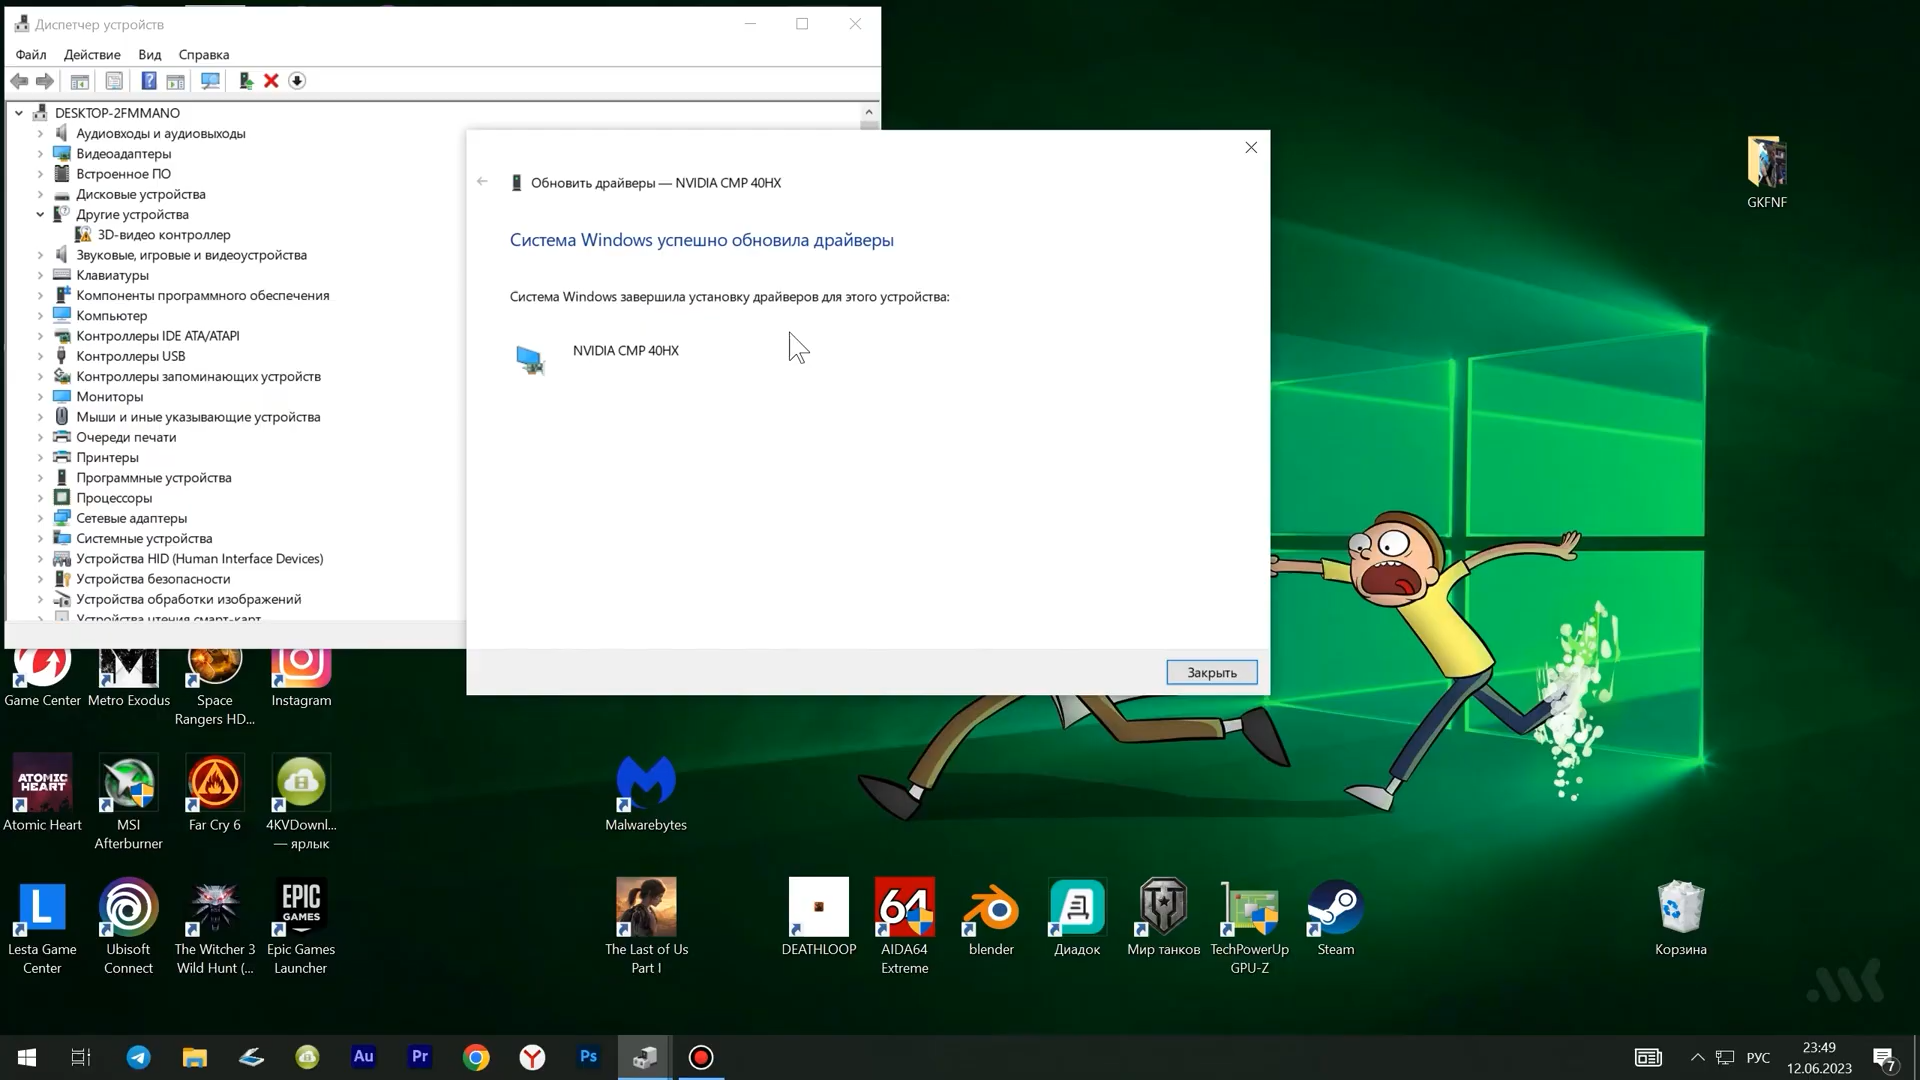 Диспетчер устройств
Файл Действие Вид Справка
DESKTOP-2FMMANO
Аудиовходы и аудиовыходы
Видеоадаптеры
Встроенное ПО
Дисковые устройства
Другие устройства
3D-видео контроллер
Звуковые, игровые и видеоустройства
Клавиатуры
Компоненты программного обеспечения
Компьютер
Контроллеры IDE ATA/ATAPI
Контроллеры USB
Контроллеры запоминающих устройств
Мониторы
Мыши и иные указывающие устройства
Очереди печати
Принтеры
Программные устройства
Процессоры
Сетевые адаптеры
Системные устройства
Устройства HID (Human Interface Devices)
Устройства безопасности
Устройства обработки изображений
Устройства чтения смарт-карт
Обновить драйверы — NVIDIA CMP 40HX
Система Windows успешно обновила драйверы
Система Windows завершила установку драйверов для этого устройства:
NVIDIA CMP 40HX
Закрыть
GKFNF
Game Center
Metro Exodus
Space
Rangers HD...
Instagram
ATOMIC
HEART
Atomic Heart
MSI
Afterburner
Far Cry 6
4KVDownl...
— ярлык
Malwarebytes
L
Lesta Game
Center
Ubisoft
Connect
The Witcher 3
Wild Hunt (...
EPIC
GAMES
Epic Games
Launcher
The Last of Us
Part I
DEATHLOOP
64
AIDA64
Extreme
blender
Диадок
Мир танков
TechPowerUp
GPU-Z
Steam
Корзина
Au
Pr
Ps
РУС
23:49
12.06.2023
7